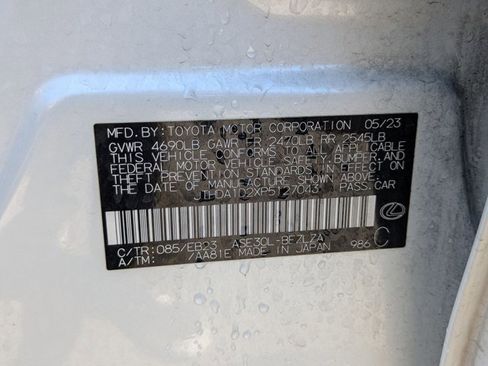 MFD. BY: TOYOTA MOTOR CORPORATION 05/23
GVWR 4690LB GAWR FR 2470LB RR 2545LB
THIS VEHICLE CONFORMS TO ALL APPLICABLE
FEDERAL MOTOR VEHICLE SAFETY, BUMPER, AND
THEFT PREVENTION STANDARDS IN EFFECT ON
THE DATE OF MANUFACTURE SHOWN ABOVE.
PASS.CAR
C/TR: 085/EB23 ASE30L-BEZLZA
A/TM: /AA81E MADE IN JAPAN 986 C